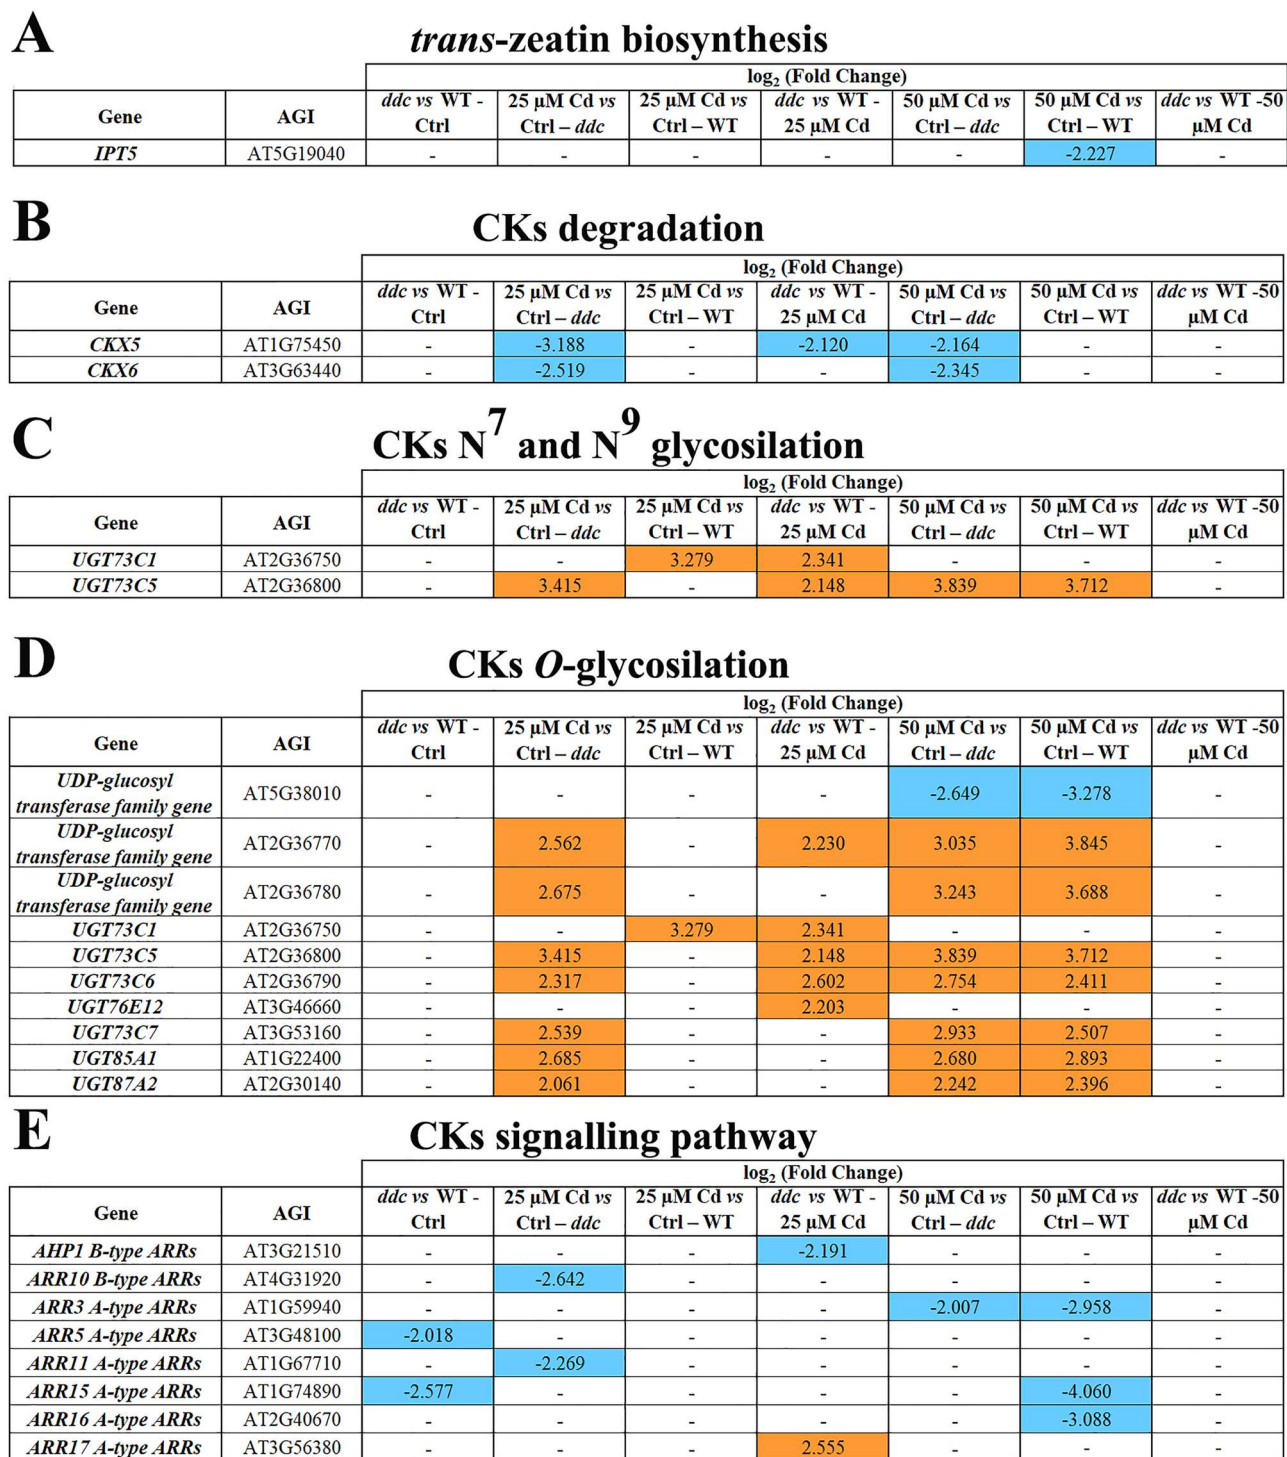 A
trans-zeatin biosynthesis
log₂ (Fold Change)
Gene AGI ddc vs WT - Ctrl 25 µM Cd vs Ctrl – ddc 25 µM Cd vs Ctrl – WT ddc vs WT - 25 µM Cd 50 µM Cd vs Ctrl – ddc 50 µM Cd vs Ctrl – WT ddc vs WT -50 µM Cd
IPT5 AT5G19040 - - - - - -2.227 -
B
CKs degradation
log₂ (Fold Change)
Gene AGI ddc vs WT - Ctrl 25 µM Cd vs Ctrl – ddc 25 µM Cd vs Ctrl – WT ddc vs WT - 25 µM Cd 50 µM Cd vs Ctrl – ddc 50 µM Cd vs Ctrl – WT ddc vs WT -50 µM Cd
CKX5 AT1G75450 - -3.188 - -2.120 -2.164 - -
CKX6 AT3G63440 - -2.519 - - -2.345 - -
C
CKs N⁷ and N⁹ glycosilation
log₂ (Fold Change)
Gene AGI ddc vs WT - Ctrl 25 µM Cd vs Ctrl – ddc 25 µM Cd vs Ctrl – WT ddc vs WT - 25 µM Cd 50 µM Cd vs Ctrl – ddc 50 µM Cd vs Ctrl – WT ddc vs WT -50 µM Cd
UGT73C1 AT2G36750 - - 3.279 2.341 - - -
UGT73C5 AT2G36800 - 3.415 - 2.148 3.839 3.712 -
D
CKs O-glycosilation
log₂ (Fold Change)
Gene AGI ddc vs WT - Ctrl 25 µM Cd vs Ctrl – ddc 25 µM Cd vs Ctrl – WT ddc vs WT - 25 µM Cd 50 µM Cd vs Ctrl – ddc 50 µM Cd vs Ctrl – WT ddc vs WT -50 µM Cd
UDP-glucosyl transferase family gene AT5G38010 - - - - -2.649 -3.278 -
UDP-glucosyl transferase family gene AT2G36770 - 2.562 - 2.230 3.035 3.845 -
UDP-glucosyl transferase family gene AT2G36780 - 2.675 - - 3.243 3.688 -
UGT73C1 AT2G36750 - - 3.279 2.341 - - -
UGT73C5 AT2G36800 - 3.415 - 2.148 3.839 3.712 -
UGT73C6 AT2G36790 - 2.317 - 2.602 2.754 2.411 -
UGT76E12 AT3G46660 - - - 2.203 - - -
UGT73C7 AT3G53160 - 2.539 - - 2.933 2.507 -
UGT85A1 AT1G22400 - 2.685 - - 2.680 2.893 -
UGT87A2 AT2G30140 - 2.061 - - 2.242 2.396 -
E
CKs signalling pathway
log₂ (Fold Change)
Gene AGI ddc vs WT - Ctrl 25 µM Cd vs Ctrl – ddc 25 µM Cd vs Ctrl – WT ddc vs WT - 25 µM Cd 50 µM Cd vs Ctrl – ddc 50 µM Cd vs Ctrl – WT ddc vs WT -50 µM Cd
AHP1 B-type ARRs AT3G21510 - - - -2.191 - - -
ARR10 B-type ARRs AT4G31920 - -2.642 - - - - -
ARR3 A-type ARRs AT1G59940 - - - - -2.007 -2.958 -
ARR5 A-type ARRs AT3G48100 -2.018 - - - - - -
ARR11 A-type ARRs AT1G67710 - -2.269 - - - - -
ARR15 A-type ARRs AT1G74890 -2.577 - - - - -4.060 -
ARR16 A-type ARRs AT2G40670 - - - - - -3.088 -
ARR17 A-type ARRs AT3G56380 - - - 2.555 - - -